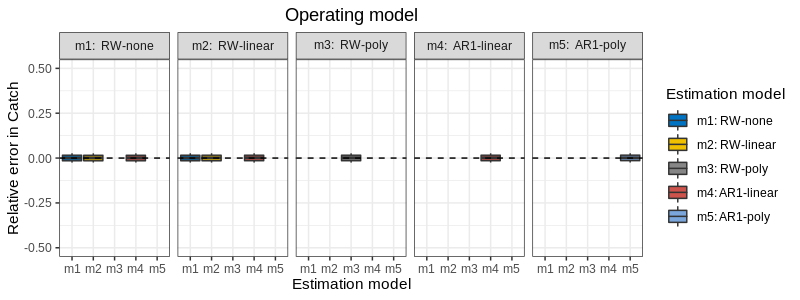 Operating model
m1: RW-none
m2: RW-linear
m3: RW-poly
m4: AR1-linear
m5: AR1-poly
Relative error in Catch
0.50
0.25
0.00
-0.25
-0.50
m1 m2 m3 m4 m5
m1 m2 m3 m4 m5
m1 m2 m3 m4 m5
m1 m2 m3 m4 m5
m1 m2 m3 m4 m5
Estimation model
Estimation model
m1: RW-none
m2: RW-linear
m3: RW-poly
m4: AR1-linear
m5: AR1-poly